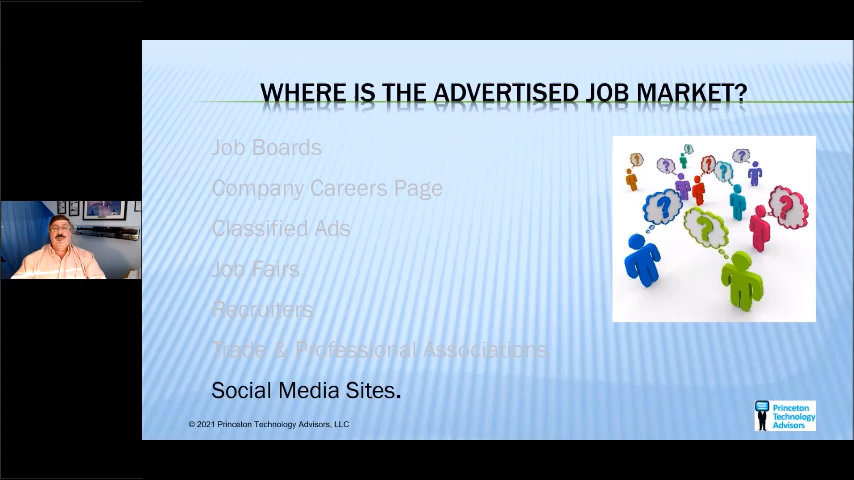 WHERE IS THE ADVERTISED JOB MARKET?
Job Boards
Company Careers Page
Classified Ads
Job Fairs
Recruiters
Trade & Professional Associations
Social Media Sites.
© 2021 Princeton Technology Advisors, LLC
Princeton
Technology
Advisors